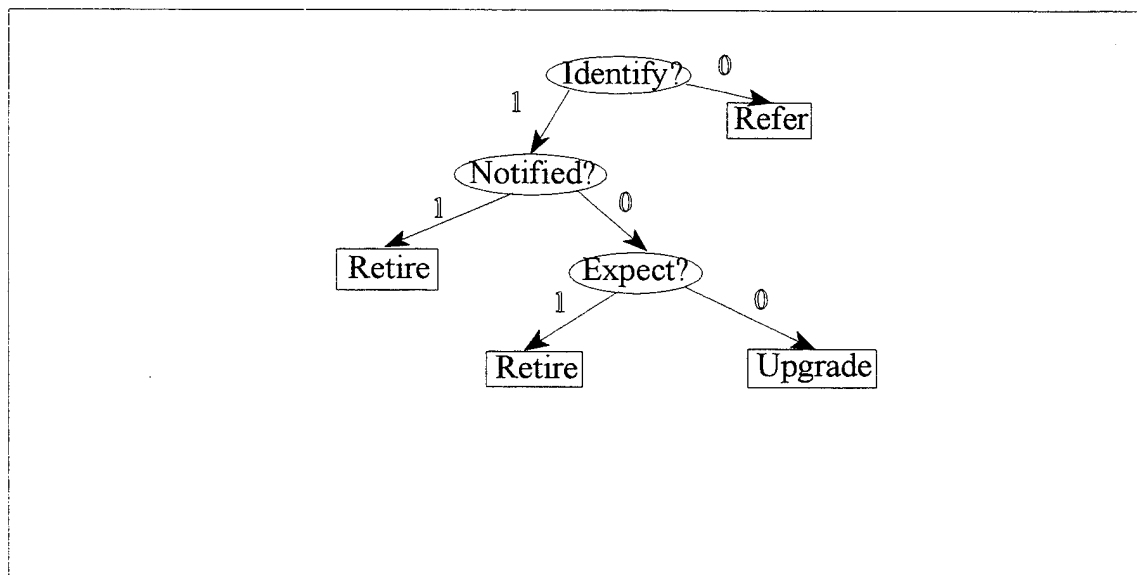 Identify?
0
1
Refer
Notified?
1
0
Retire
Expect?
1
0
Retire
Upgrade